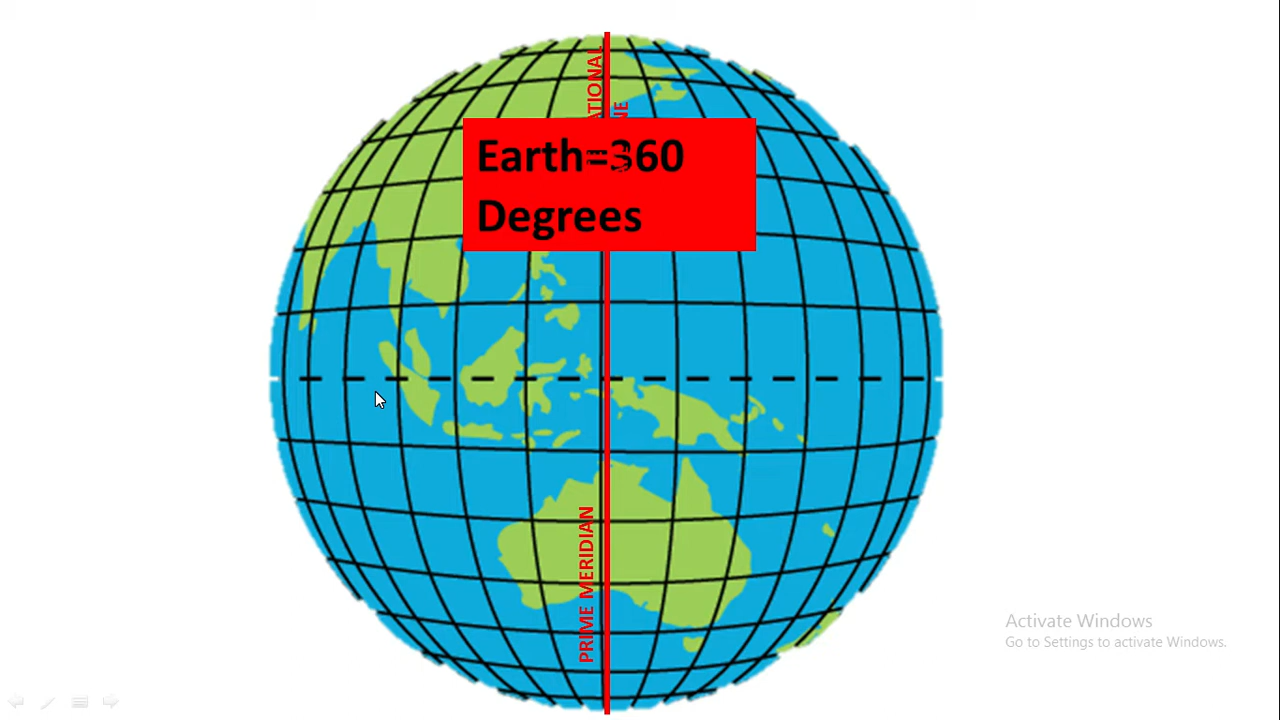 Earth=360
Degrees
PRIME MERIDIAN
Activate Windows
Go to Settings to activate Windows.